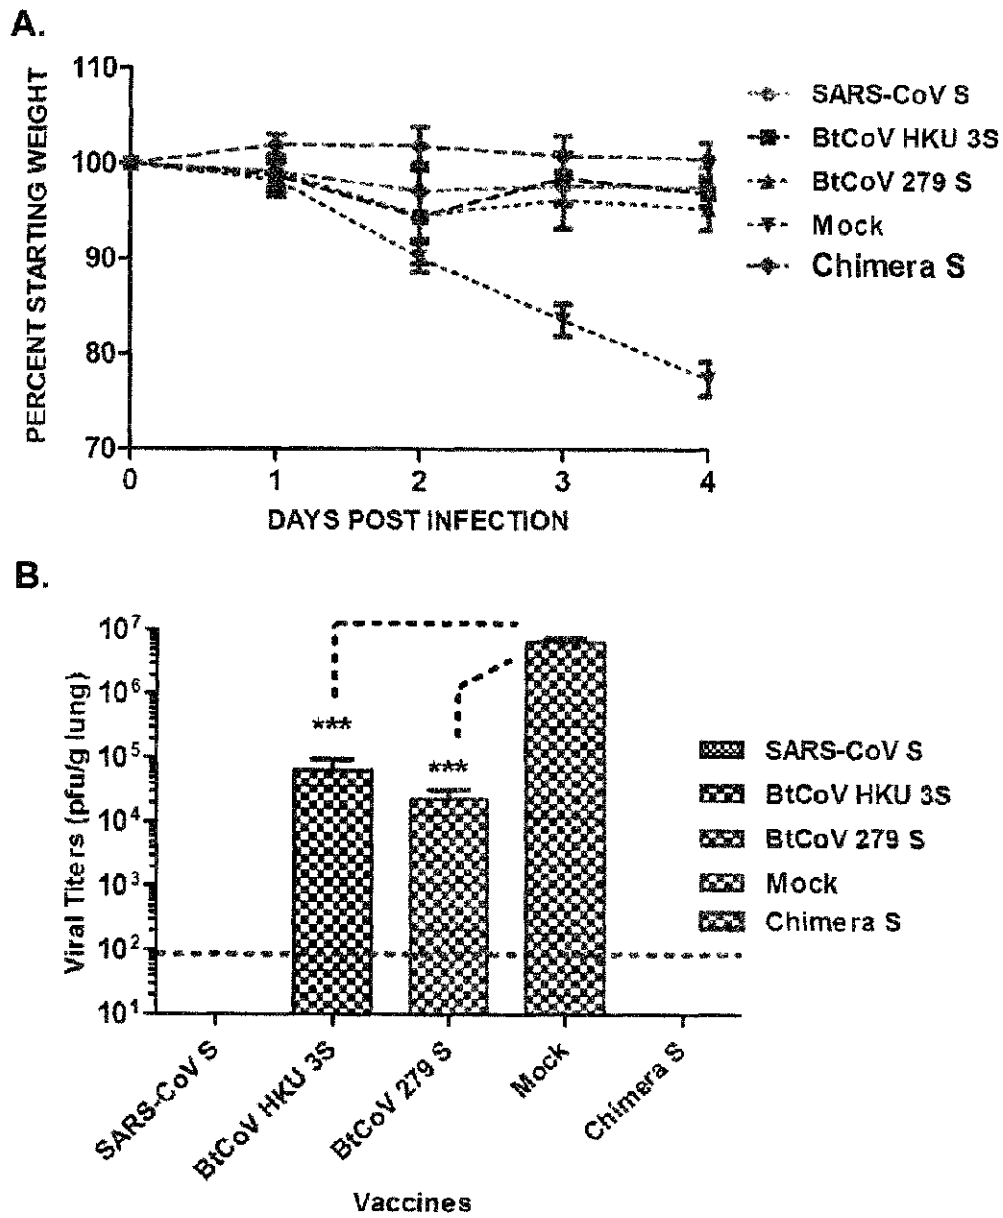 A.
PERCENT STARTING WEIGHT
110
100
90
80
70
0 1 2 3 4
DAYS POST INFECTION
SARS-CoV S
BtCoV HKU 3S
BtCoV 279 S
Mock
Chimera S
B.
Viral Titers (pfu/g lung)
10⁷
10⁶
10⁵
10⁴
10³
10²
10¹
***
***
SARS-CoV S
BtCoV HKU 3S
BtCoV 279 S
Mock
Chimera S
SARS-CoV S
BtCoV HKU 3S
BtCoV 279 S
Mock
Chimera S
Vaccines